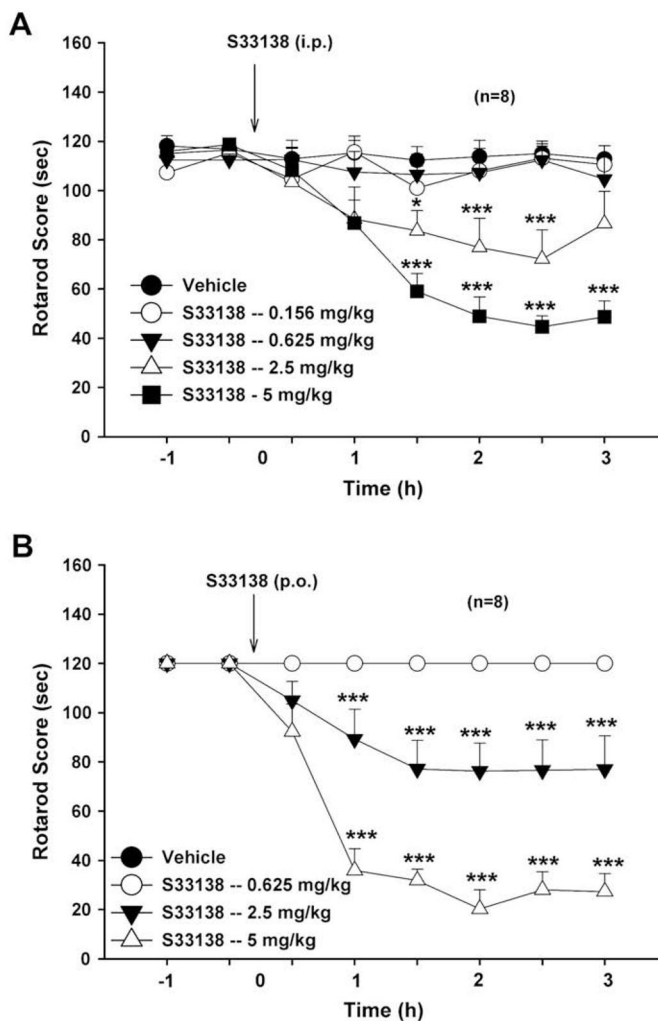 A
160
S33138 (i.p.)
140
(n=8)
120
100
*
***
***
80
60
***
***
***
***
40
20
0
Rotarod Score (sec)
Vehicle
S33138 -- 0.156 mg/kg
S33138 -- 0.625 mg/kg
S33138 -- 2.5 mg/kg
S33138 - 5 mg/kg
-1
0
1
2
3
Time (h)
B
160
S33138 (p.o.)
140
(n=8)
120
100
***
***
***
***
***
80
60
***
***
***
***
***
40
20
0
Rotarod Score (sec)
Vehicle
S33138 -- 0.625 mg/kg
S33138 -- 2.5 mg/kg
S33138 -- 5 mg/kg
-1
0
1
2
3
Time (h)